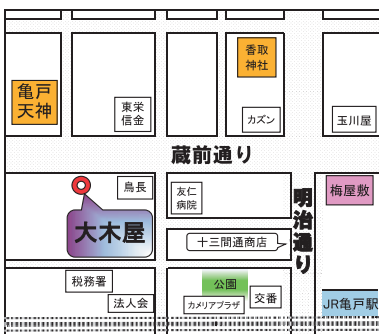 香取
神社
亀戸
天神
東栄
信金
カズン
玉川屋
蔵前通り
鳥長
友仁
病院
明治通り
梅屋敷
大木屋
十三間通商店
税務署
公園
法人会
カメリアプラザ
交番
JR亀戸駅